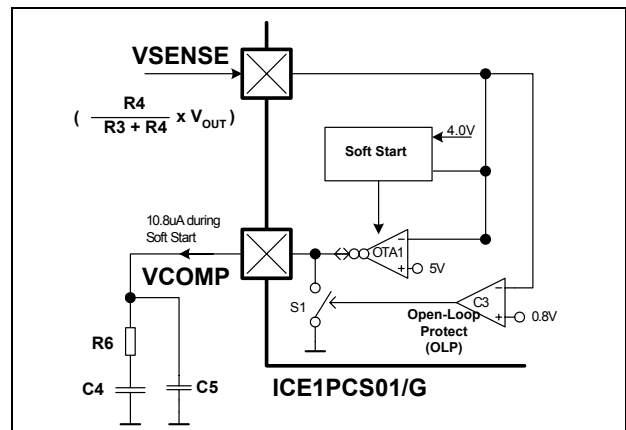 VSENSE
( R4
R3 + R4 x VOUT )
4.0V
Soft Start
10.8uA during
Soft Start
OTA1
−
+
5V
VCOMP
S1
C3
−
+
0.8V
Open-Loop
Protect
(OLP)
R6
C4
C5
ICE1PCS01/G